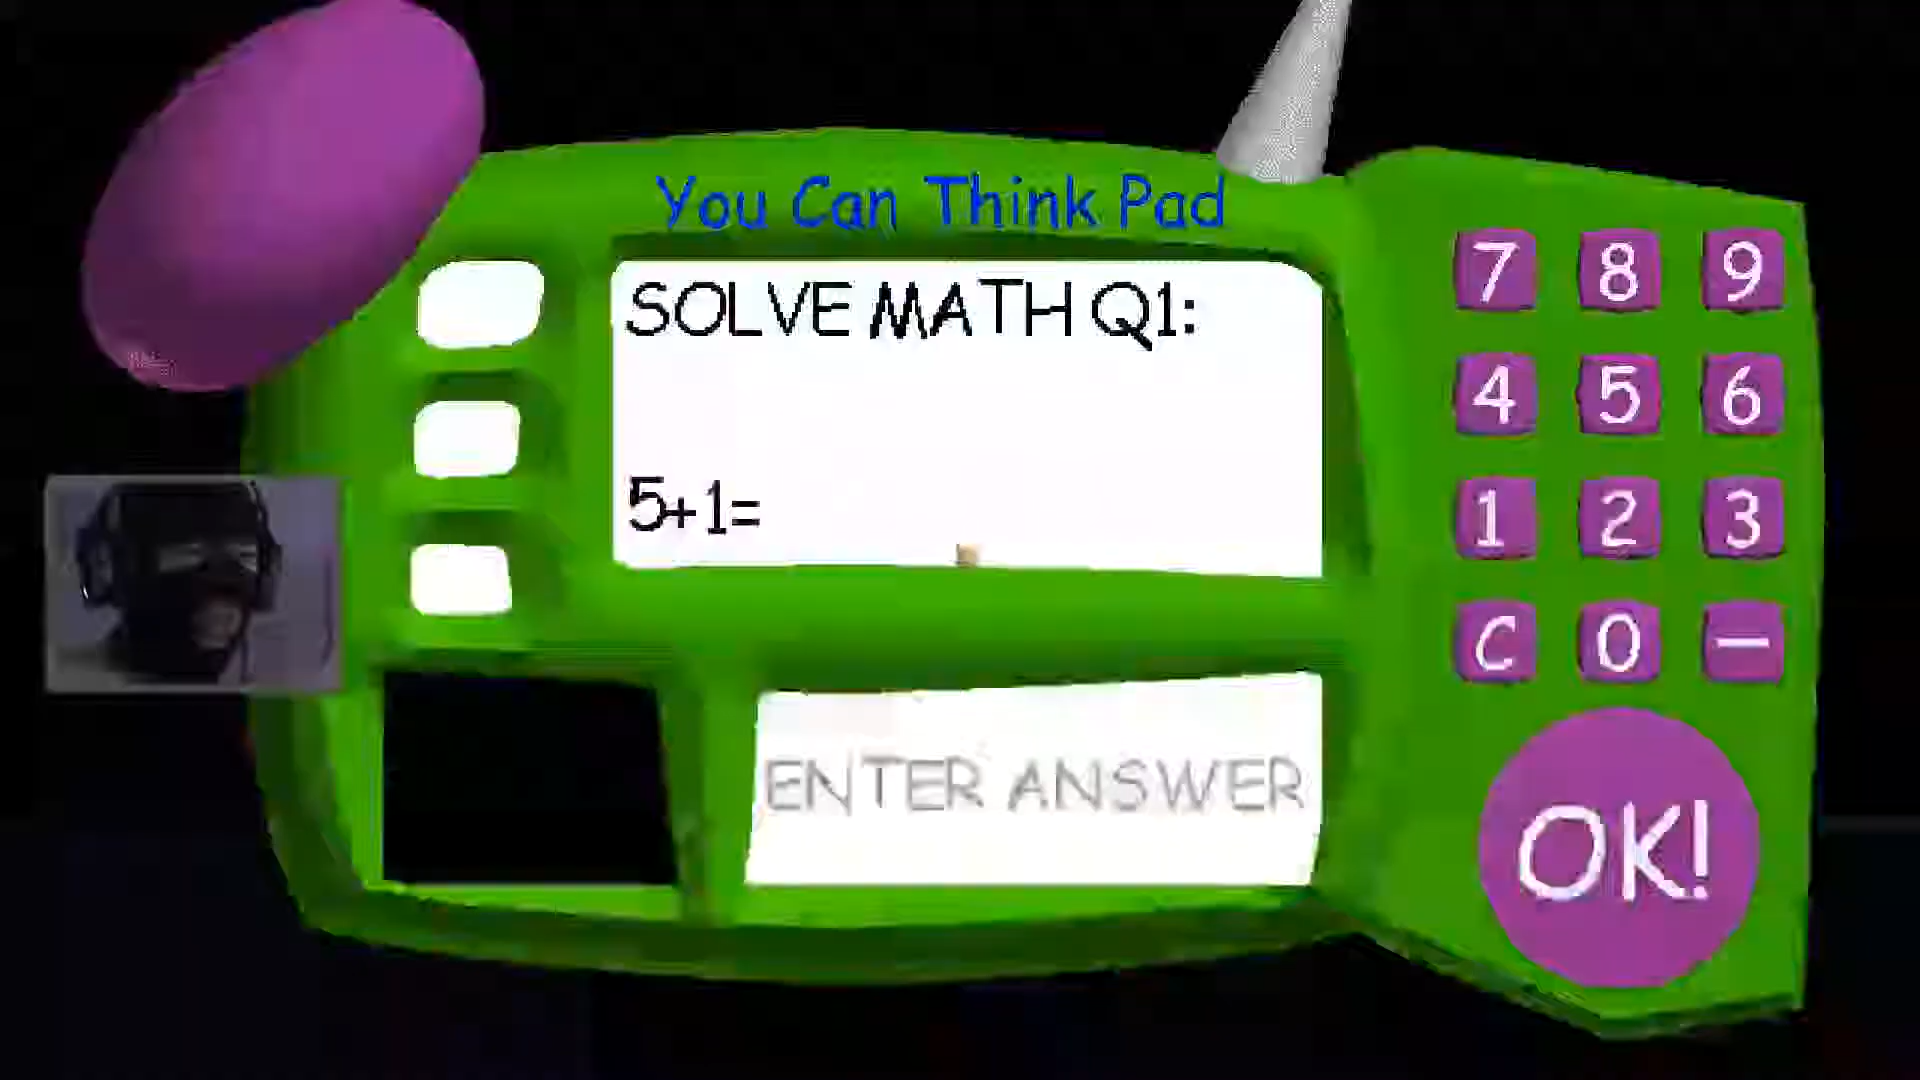 You Can Think Pad
SOLVE MATH Q1:
5+1=
7 8 9
4 5 6
1 2 3
C 0 −
ENTER ANSWER
OK!